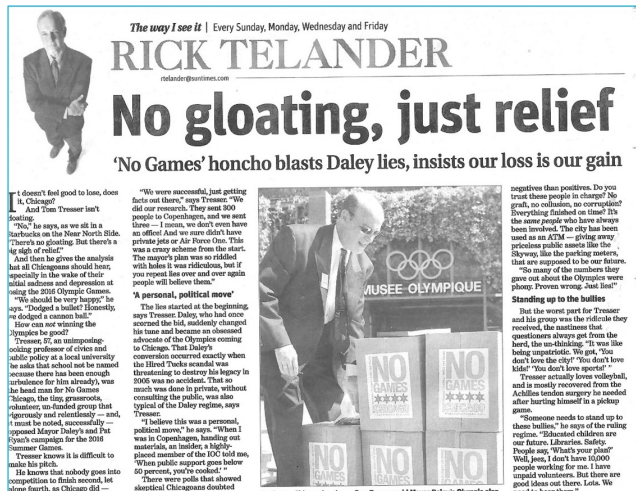 The way I see it | Every Sunday, Monday, Wednesday and Friday
RICK TELANDER
rtelander@suntimes.com
No gloating, just relief
'No Games' honcho blasts Daley lies, insists our loss is our gain
It doesn't feel good to lose, does
it, Chicago?
And Tom Tresser isn't
gloating.
"No," he says, as we sit in a
Starbucks on the Near North Side.
"There's no gloating. But there's a
big sigh of relief."
And then he gives the analysis
that all Chicagoans should hear,
especially in the wake of their
initial sadness and depression at
losing the 2016 Olympic Games.
"We should be very happy," he
says. "Dodged a bullet? Honestly,
we dodged a cannon ball."
How can not winning the
Olympics be good?
Tresser, 57, an unimposing-
looking professor of civics and
public policy at a local university
(he asks that school not be named
because there has been enough
turbulence for him already), was
the head man for No Games
Chicago, the tiny, grassroots,
volunteer, un-funded group that
vigorously and relentlessly — and,
it must be noted, successfully —
opposed Mayor Daley's and Pat
Ryan's campaign for the 2016
Summer Games.
Tresser knows it is difficult to
make his pitch.
He knows that nobody goes into
competition to finish second, let
alone fourth, as Chicago did —
"We were successful, just getting
facts out there," says Tresser. "We
did our research. They sent 300
people to Copenhagen, and we sent
three — I mean, we don't even have
an office! And we sure didn't have
private jets or Air Force One. This
was a crazy scheme from the start.
The mayor's plan was so riddled
with holes it was ridiculous, but if
you repeat lies over and over again
people will believe them."
'A personal, political move'
The lies started at the beginning,
says Tresser. Daley, who had once
scorned the bid, suddenly changed
his tune and became an obsessed
advocate of the Olympics coming
to Chicago. That Daley's
conversion occurred exactly when
the Hired Tucks scandal was
threatening to destroy his legacy in
2005 was no accident. That so
much was done in private, without
consulting the public, was also
typical of the Daley regime, says
Tresser.
"I believe this was a personal,
political move," he says. "When I
was in Copenhagen, handing out
materials, an insider, a highly-
placed member of the IOC told me,
'When public support goes below
50 percent, you're cooked.' "
There were polls that showed
skeptical Chicagoans doubted
MUSÉE OLYMPIQUE
NO
GAMES
NO
GAMES
NO
NO
NO
negatives than positives. Do you
trust these people in charge? No
graft, no collusion, no corruption?
Everything finished on time? It's
the same people who have always
been involved. The city has been
used as an ATM — giving away
priceless public assets like the
Skyway, like the parking meters,
that are supposed to be our future.
"So many of the numbers they
gave out about the Olympics were
phony. Proven wrong. Just lies!"
Standing up to the bullies
But the worst part for Tresser
and his group was the ridicule they
received, the nastiness that
questioners always get from the
herd, the un-thinking. "It was like
being unpatriotic. We got, 'You
don't love the city!' 'You don't love
kids!' 'You don't love sports!' "
Tresser actually loves volleyball,
and is mostly recovered from the
Achilles tendon surgery he needed
after hurting himself in a pickup
game.
"Someone needs to stand up to
these bullies," he says of the ruling
regime. "Educated children are
our future. Libraries. Safety.
People say, 'What's your plan?'
Well, jeez, I don't have 10,000
people working for me. I have
unpaid volunteers. But there are
good ideas out there. Lots. We